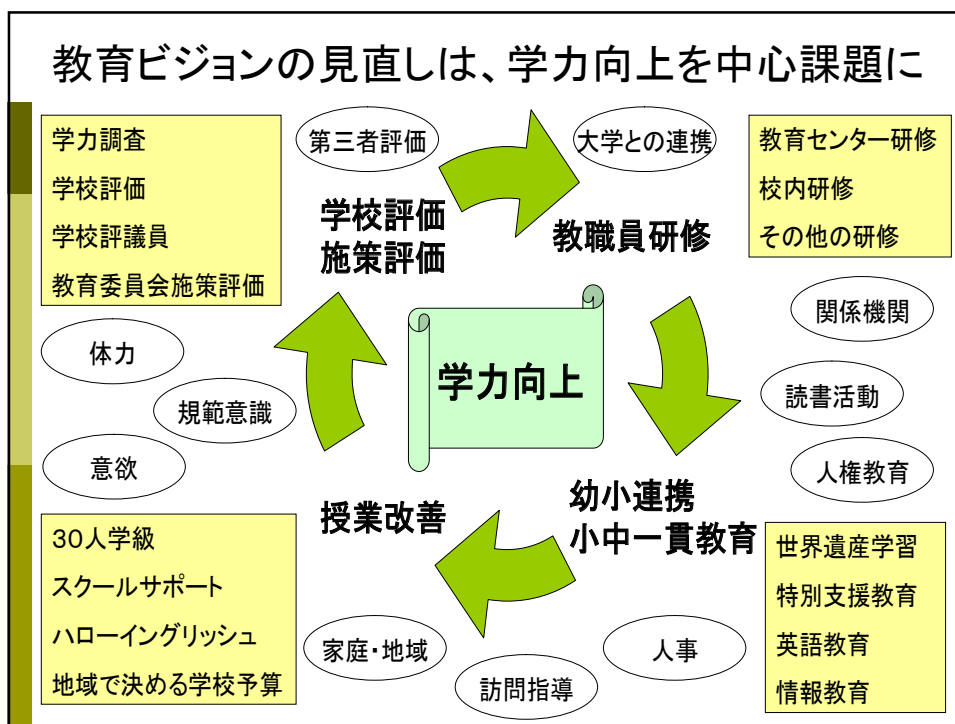 教育ビジョンの見直しは、学力向上を中心課題に
学力調査
学校評価
学校評議員
教育委員会施策評価
第三者評価
大学との連携
教育センター研修
校内研修
その他の研修
学校評価
施策評価
教職員研修
関係機関
体力
規範意識
意欲
学力向上
読書活動
人権教育
授業改善
幼小連携
小中一貫教育
30人学級
スクールサポート
ハローイングリッシュ
地域で決める学校予算
家庭・地域
訪問指導
人事
世界遺産学習
特別支援教育
英語教育
情報教育